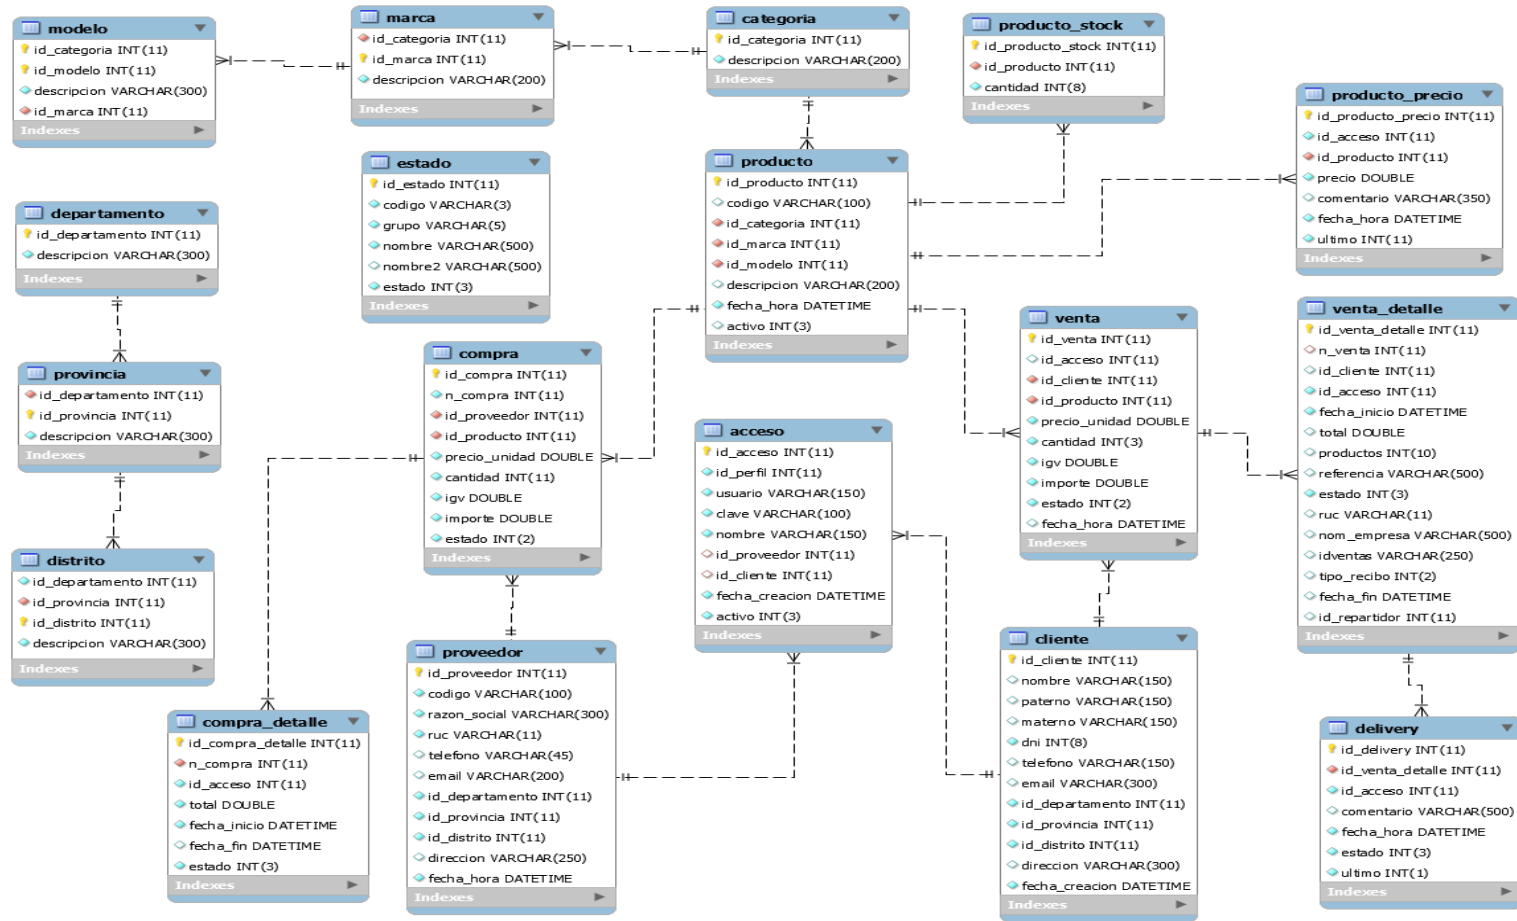 modelo
id_categoria INT(11)
id_modelo INT(11)
descripcion VARCHAR(300)
id_marca INT(11)
Indexes
marca
id_categoria INT(11)
id_marca INT(11)
descripcion VARCHAR(200)
Indexes
categoria
id_categoria INT(11)
descripcion VARCHAR(200)
Indexes
producto_stock
id_producto_stock INT(11)
id_producto INT(11)
cantidad INT(8)
Indexes
producto_precio
id_producto_precio INT(11)
id_acceso INT(11)
id_producto INT(11)
precio DOUBLE
comentario VARCHAR(350)
fecha_hora DATETIME
ultimo INT(11)
Indexes
estado
id_estado INT(11)
codigo VARCHAR(3)
grupo VARCHAR(5)
nombre VARCHAR(500)
nombre2 VARCHAR(500)
estado INT(3)
Indexes
producto
id_producto INT(11)
codigo VARCHAR(100)
id_categoria INT(11)
id_marca INT(11)
id_modelo INT(11)
descripcion VARCHAR(200)
fecha_hora DATETIME
activo INT(3)
Indexes
departamento
id_departamento INT(11)
descripcion VARCHAR(300)
Indexes
provincia
id_departamento INT(11)
id_provincia INT(11)
descripcion VARCHAR(300)
Indexes
distrito
id_departamento INT(11)
id_provincia INT(11)
id_distrito INT(11)
descripcion VARCHAR(300)
Indexes
compra
id_compra INT(11)
n_compra INT(11)
id_proveedor INT(11)
id_producto INT(11)
precio_unidad DOUBLE
cantidad INT(11)
igv DOUBLE
importe DOUBLE
estado INT(2)
Indexes
acceso
id_acceso INT(11)
id_perfil INT(11)
usuario VARCHAR(150)
clave VARCHAR(100)
nombre VARCHAR(150)
id_proveedor INT(11)
id_cliente INT(11)
fecha_creacion DATETIME
activo INT(3)
Indexes
venta
id_venta INT(11)
id_acceso INT(11)
id_cliente INT(11)
id_producto INT(11)
precio_unidad DOUBLE
cantidad INT(3)
igv DOUBLE
importe DOUBLE
estado INT(2)
fecha_hora DATETIME
Indexes
venta_detalle
id_venta_detalle INT(11)
n_venta INT(11)
id_cliente INT(11)
id_acceso INT(11)
fecha_inicio DATETIME
total DOUBLE
productos INT(10)
referencia VARCHAR(500)
estado INT(3)
ruc VARCHAR(11)
nom_empresa VARCHAR(500)
idventas VARCHAR(250)
tipo_recibo INT(2)
fecha_fin DATETIME
id_repartidor INT(11)
Indexes
compra_detalle
id_compra_detalle INT(11)
n_compra INT(11)
id_acceso INT(11)
total DOUBLE
fecha_inicio DATETIME
fecha_fin DATETIME
estado INT(3)
Indexes
proveedor
id_proveedor INT(11)
codigo VARCHAR(100)
razon_social VARCHAR(300)
ruc VARCHAR(11)
telefono VARCHAR(45)
email VARCHAR(200)
id_departamento INT(11)
id_provincia INT(11)
id_distrito INT(11)
direccion VARCHAR(250)
fecha_hora DATETIME
Indexes
cliente
id_cliente INT(11)
nombre VARCHAR(150)
paterno VARCHAR(150)
materno VARCHAR(150)
dni INT(8)
telefono VARCHAR(150)
email VARCHAR(300)
id_departamento INT(11)
id_provincia INT(11)
id_distrito INT(11)
direccion VARCHAR(300)
fecha_creacion DATETIME
Indexes
delivery
id_delivery INT(11)
id_venta_detalle INT(11)
id_acceso INT(11)
comentario VARCHAR(500)
fecha_hora DATETIME
estado INT(3)
ultimo INT(1)
Indexes